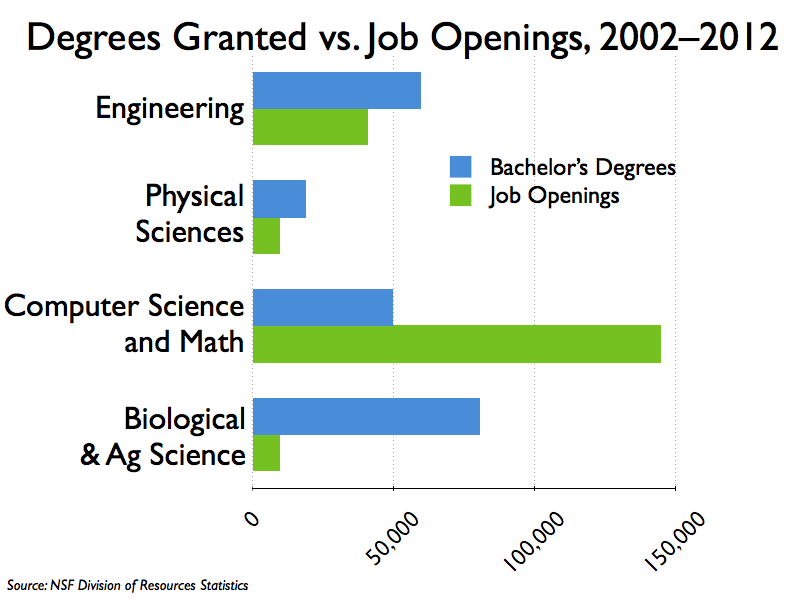 Degrees Granted vs. Job Openings, 2002–2012
Engineering
Bachelor's Degrees
Job Openings
Physical
Sciences
Computer Science
and Math
Biological
& Ag Science
0
50,000
100,000
150,000
Source: NSF Division of Resources Statistics